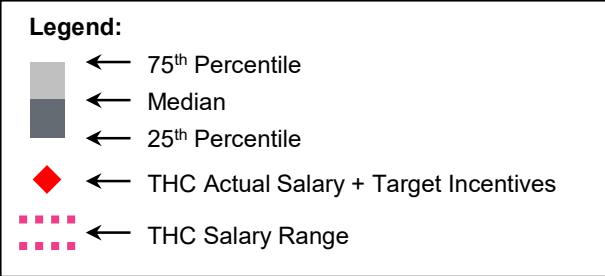 Legend:
75th Percentile
Median
25th Percentile
THC Actual Salary + Target Incentives
THC Salary Range